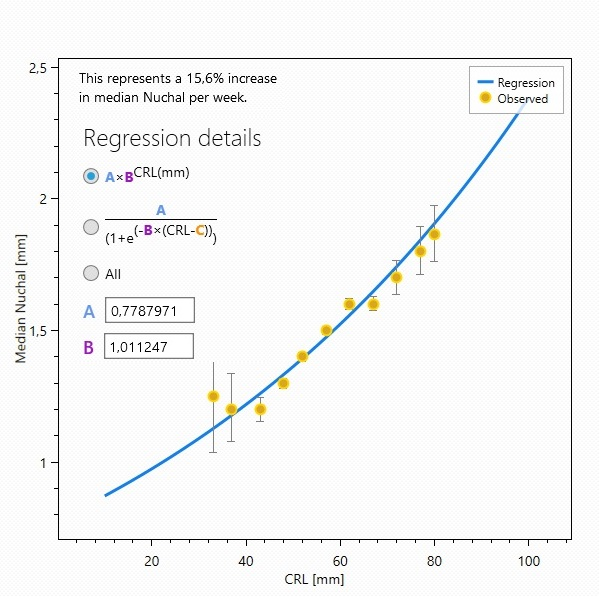 2,5
This represents a 15,6% increase
in median Nuchal per week.
Regression
Observed
Regression details
A×BCRL(mm)
2
A
(1+e(-B×(CRL-C)))
All
Median Nuchal [mm]
A 0,7787971
1,5
B 1,011247
1
20 40 60 80 100
CRL [mm]